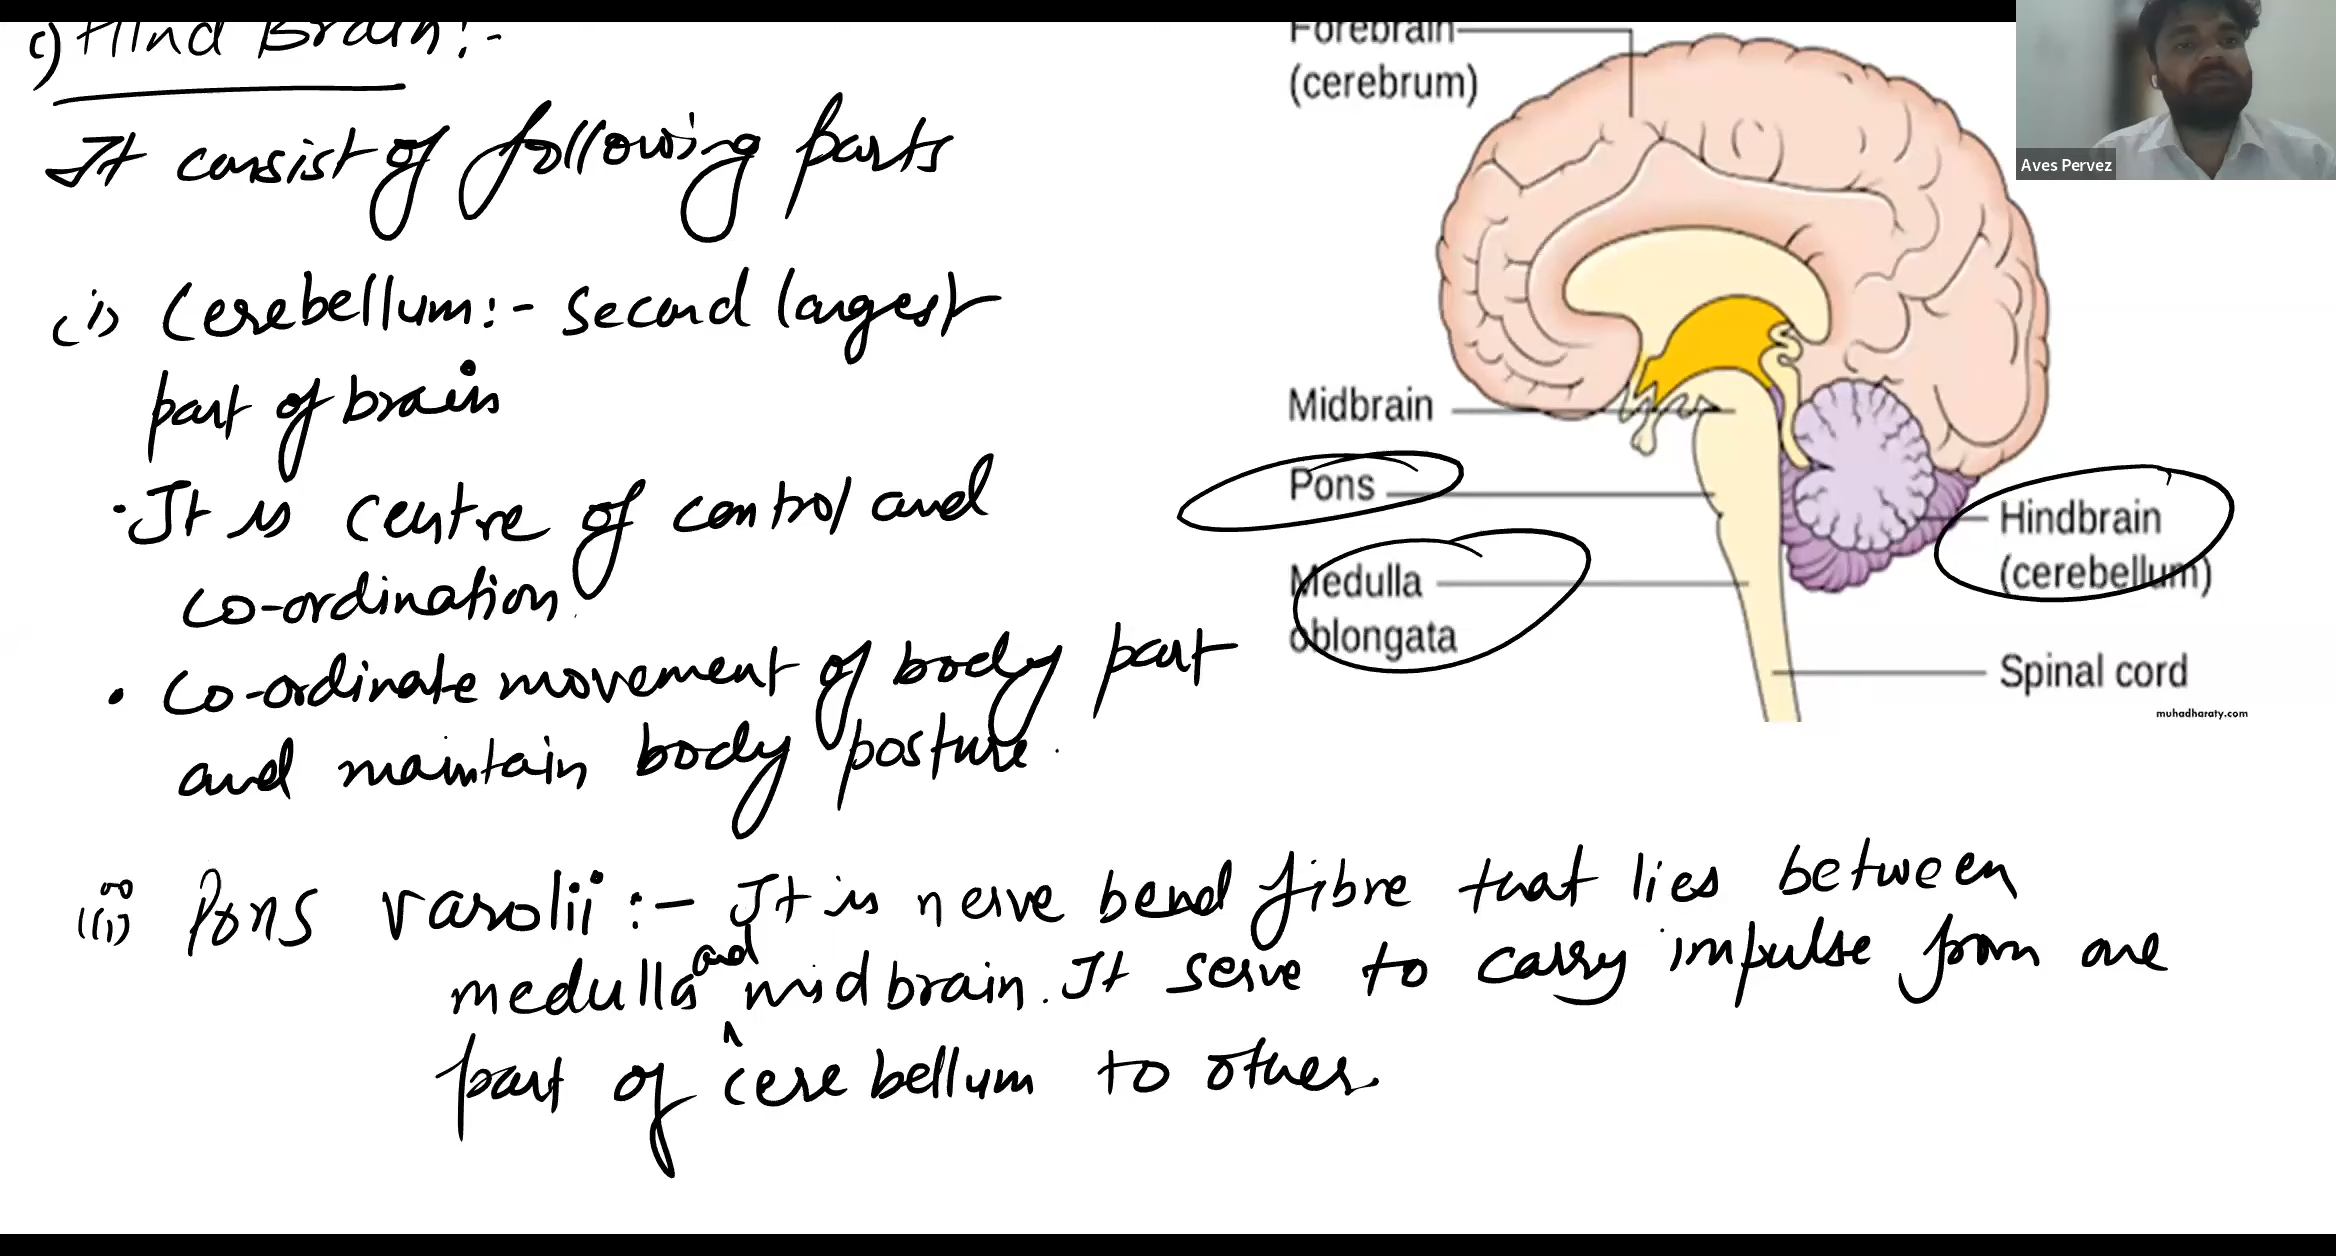 c) Hind Brain:-
It consist of following parts
(i) Cerebellum:- second largest
part of brain
• It is centre of control and
co-ordination.
• co-ordinate movement of body part
and maintain body posture.
(ii) Pons varolii :- It is nerve bend fibre that lies between
medulla and midbrain. It serve to carry impulse from one
part of cerebellum to other.
Forebrain
(cerebrum)
Midbrain
Pons
Medulla
oblongata
Hindbrain
(cerebellum)
Spinal cord
muhadharaty.com
Aves Pervez